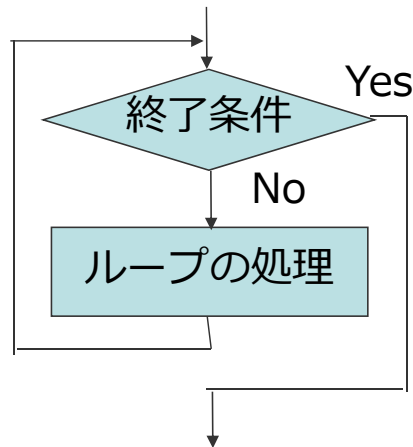 終了条件
Yes
No
ループの処理